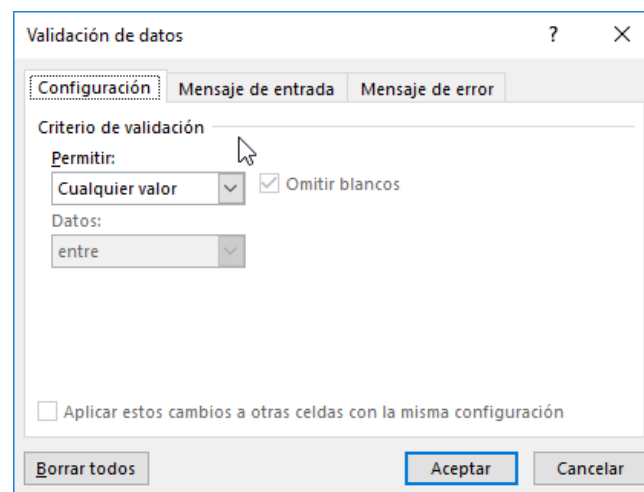 Validación de datos ?
Configuración Mensaje de entrada Mensaje de error
Criterio de validación
Permitir:
Cualquier valor Omitir blancos
Datos:
entre
Aplicar estos cambios a otras celdas con la misma configuración
Borrar todos Aceptar Cancelar